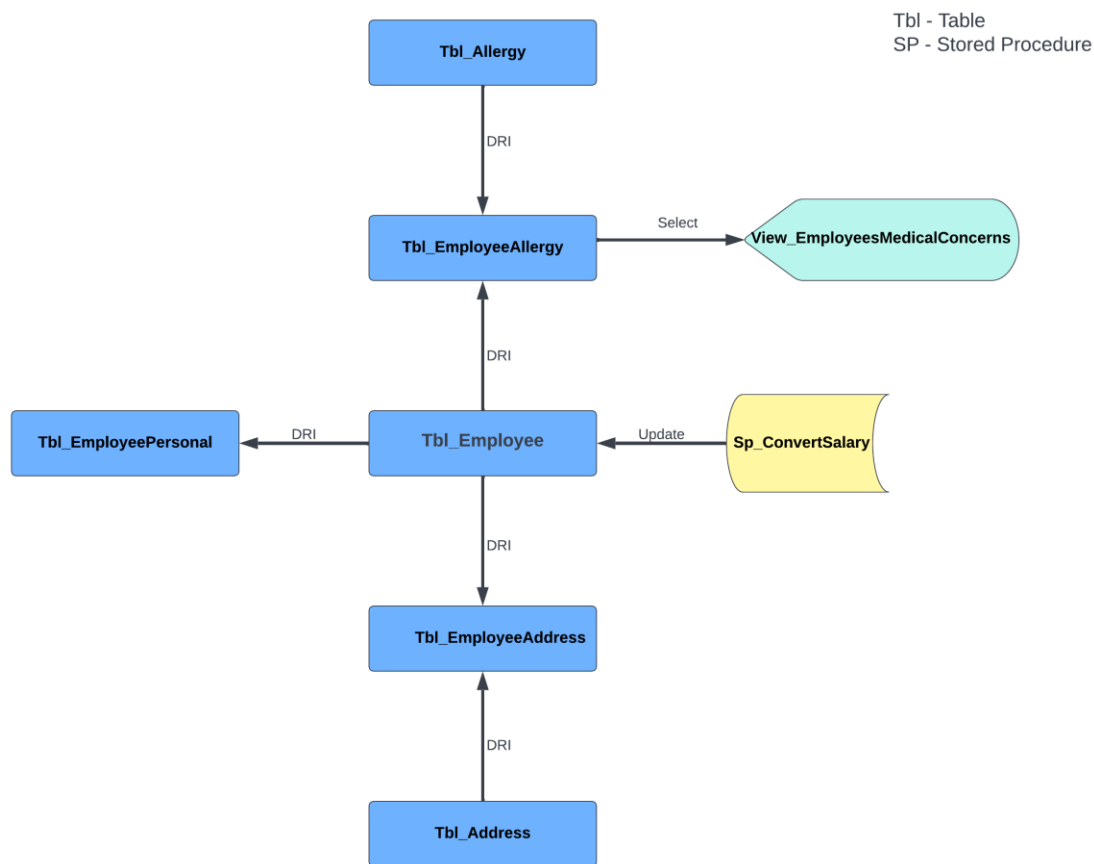 Tbl - Table
SP - Stored Procedure
Tbl_Allergy
DRI
Tbl_EmployeeAllergy
Select
View_EmployeesMedicalConcerns
DRI
Tbl_EmployeePersonal
DRI
Tbl_Employee
Update
Sp_ConvertSalary
DRI
Tbl_EmployeeAddress
DRI
Tbl_Address